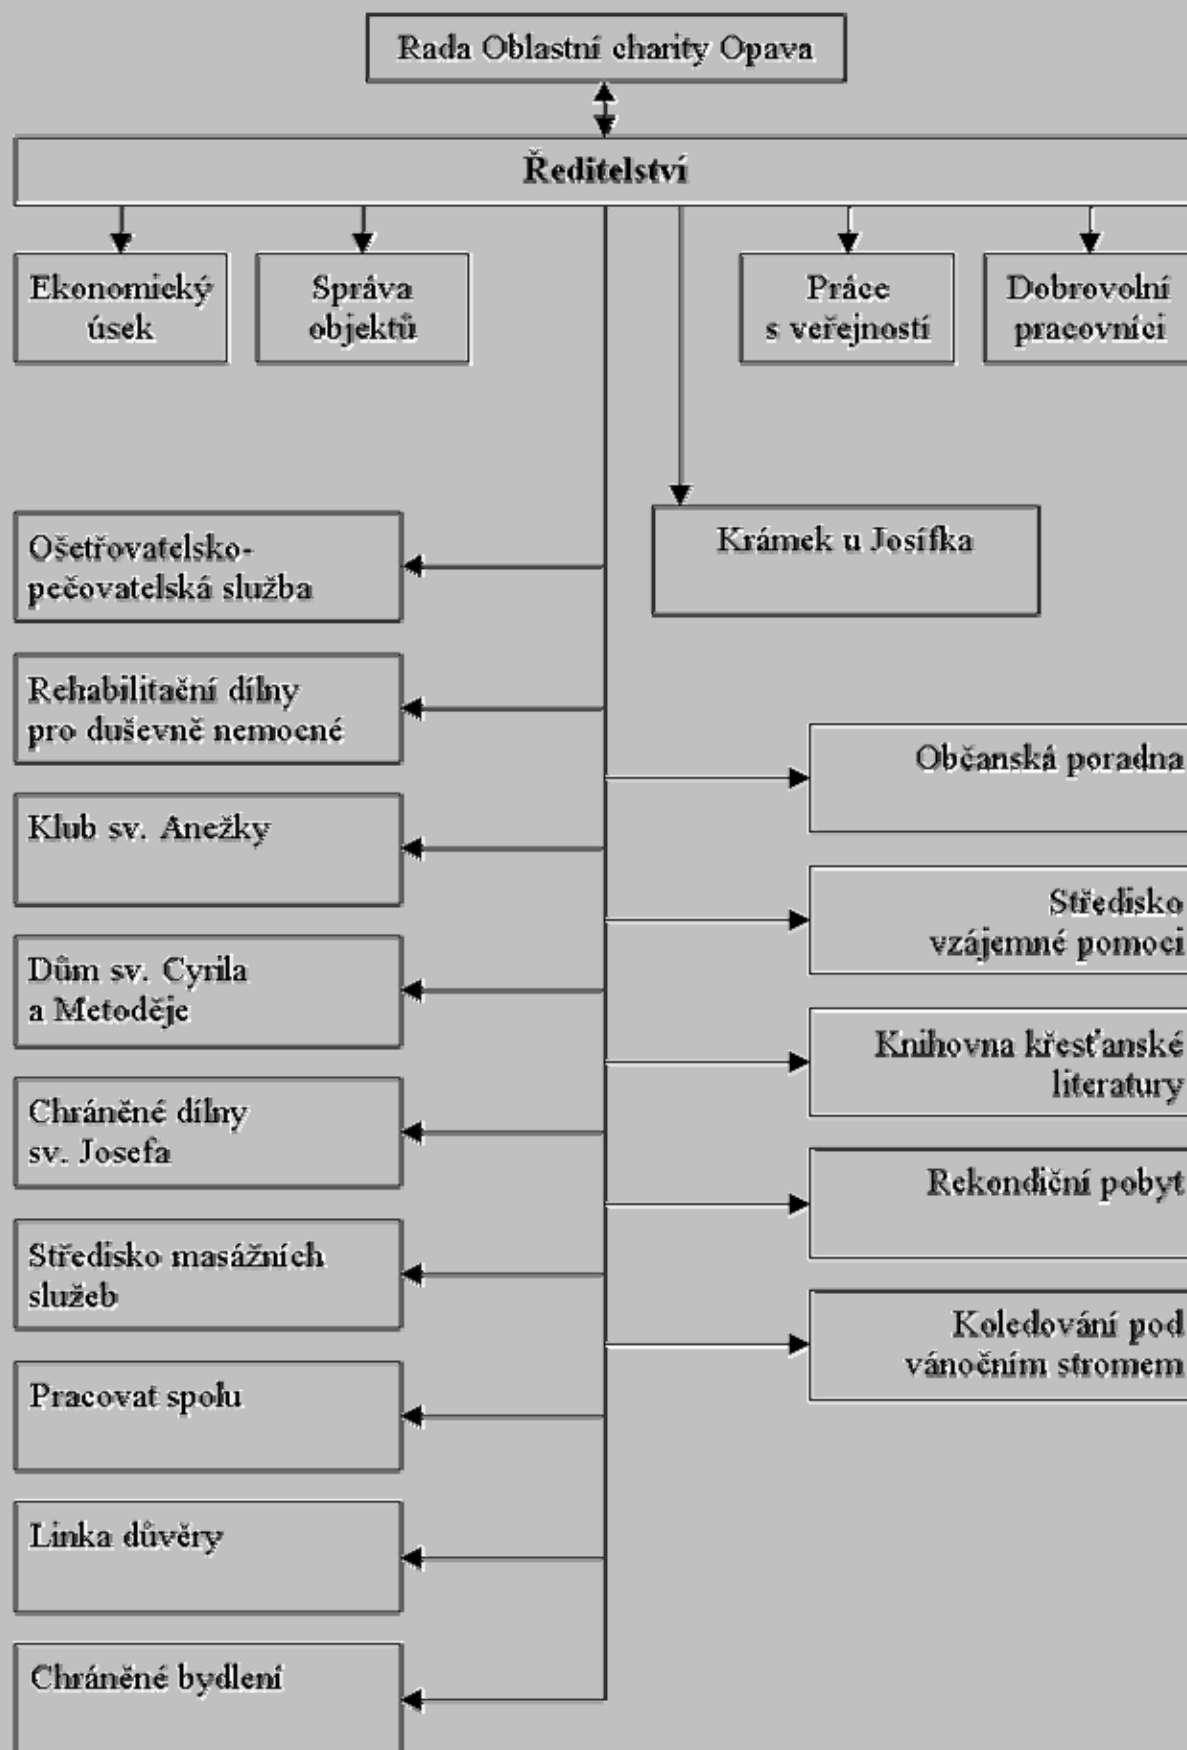 Rada Oblastní charity Opava
Ředitelství
Ekonomický
úsek
Správa
objektů
Práce
s veřejností
Dobrovolní
pracovníci
Krámek u Josífka
Ošetřovatelsko-
pečovatelská služba
Rehabilitační dílny
pro duševně nemocné
Klub sv. Anežky
Dům sv. Cyrila
a Metoděje
Chráněné dílny
sv. Josefa
Středisko masážních
služeb
Pracovat spolu
Linka důvěry
Chráněné bydlení
Občanská poradna
Středisko
vzájemné pomoci
Knihovna křesťanské
literatury
Rekondiční pobyt
Koledování pod
vánočním stromem